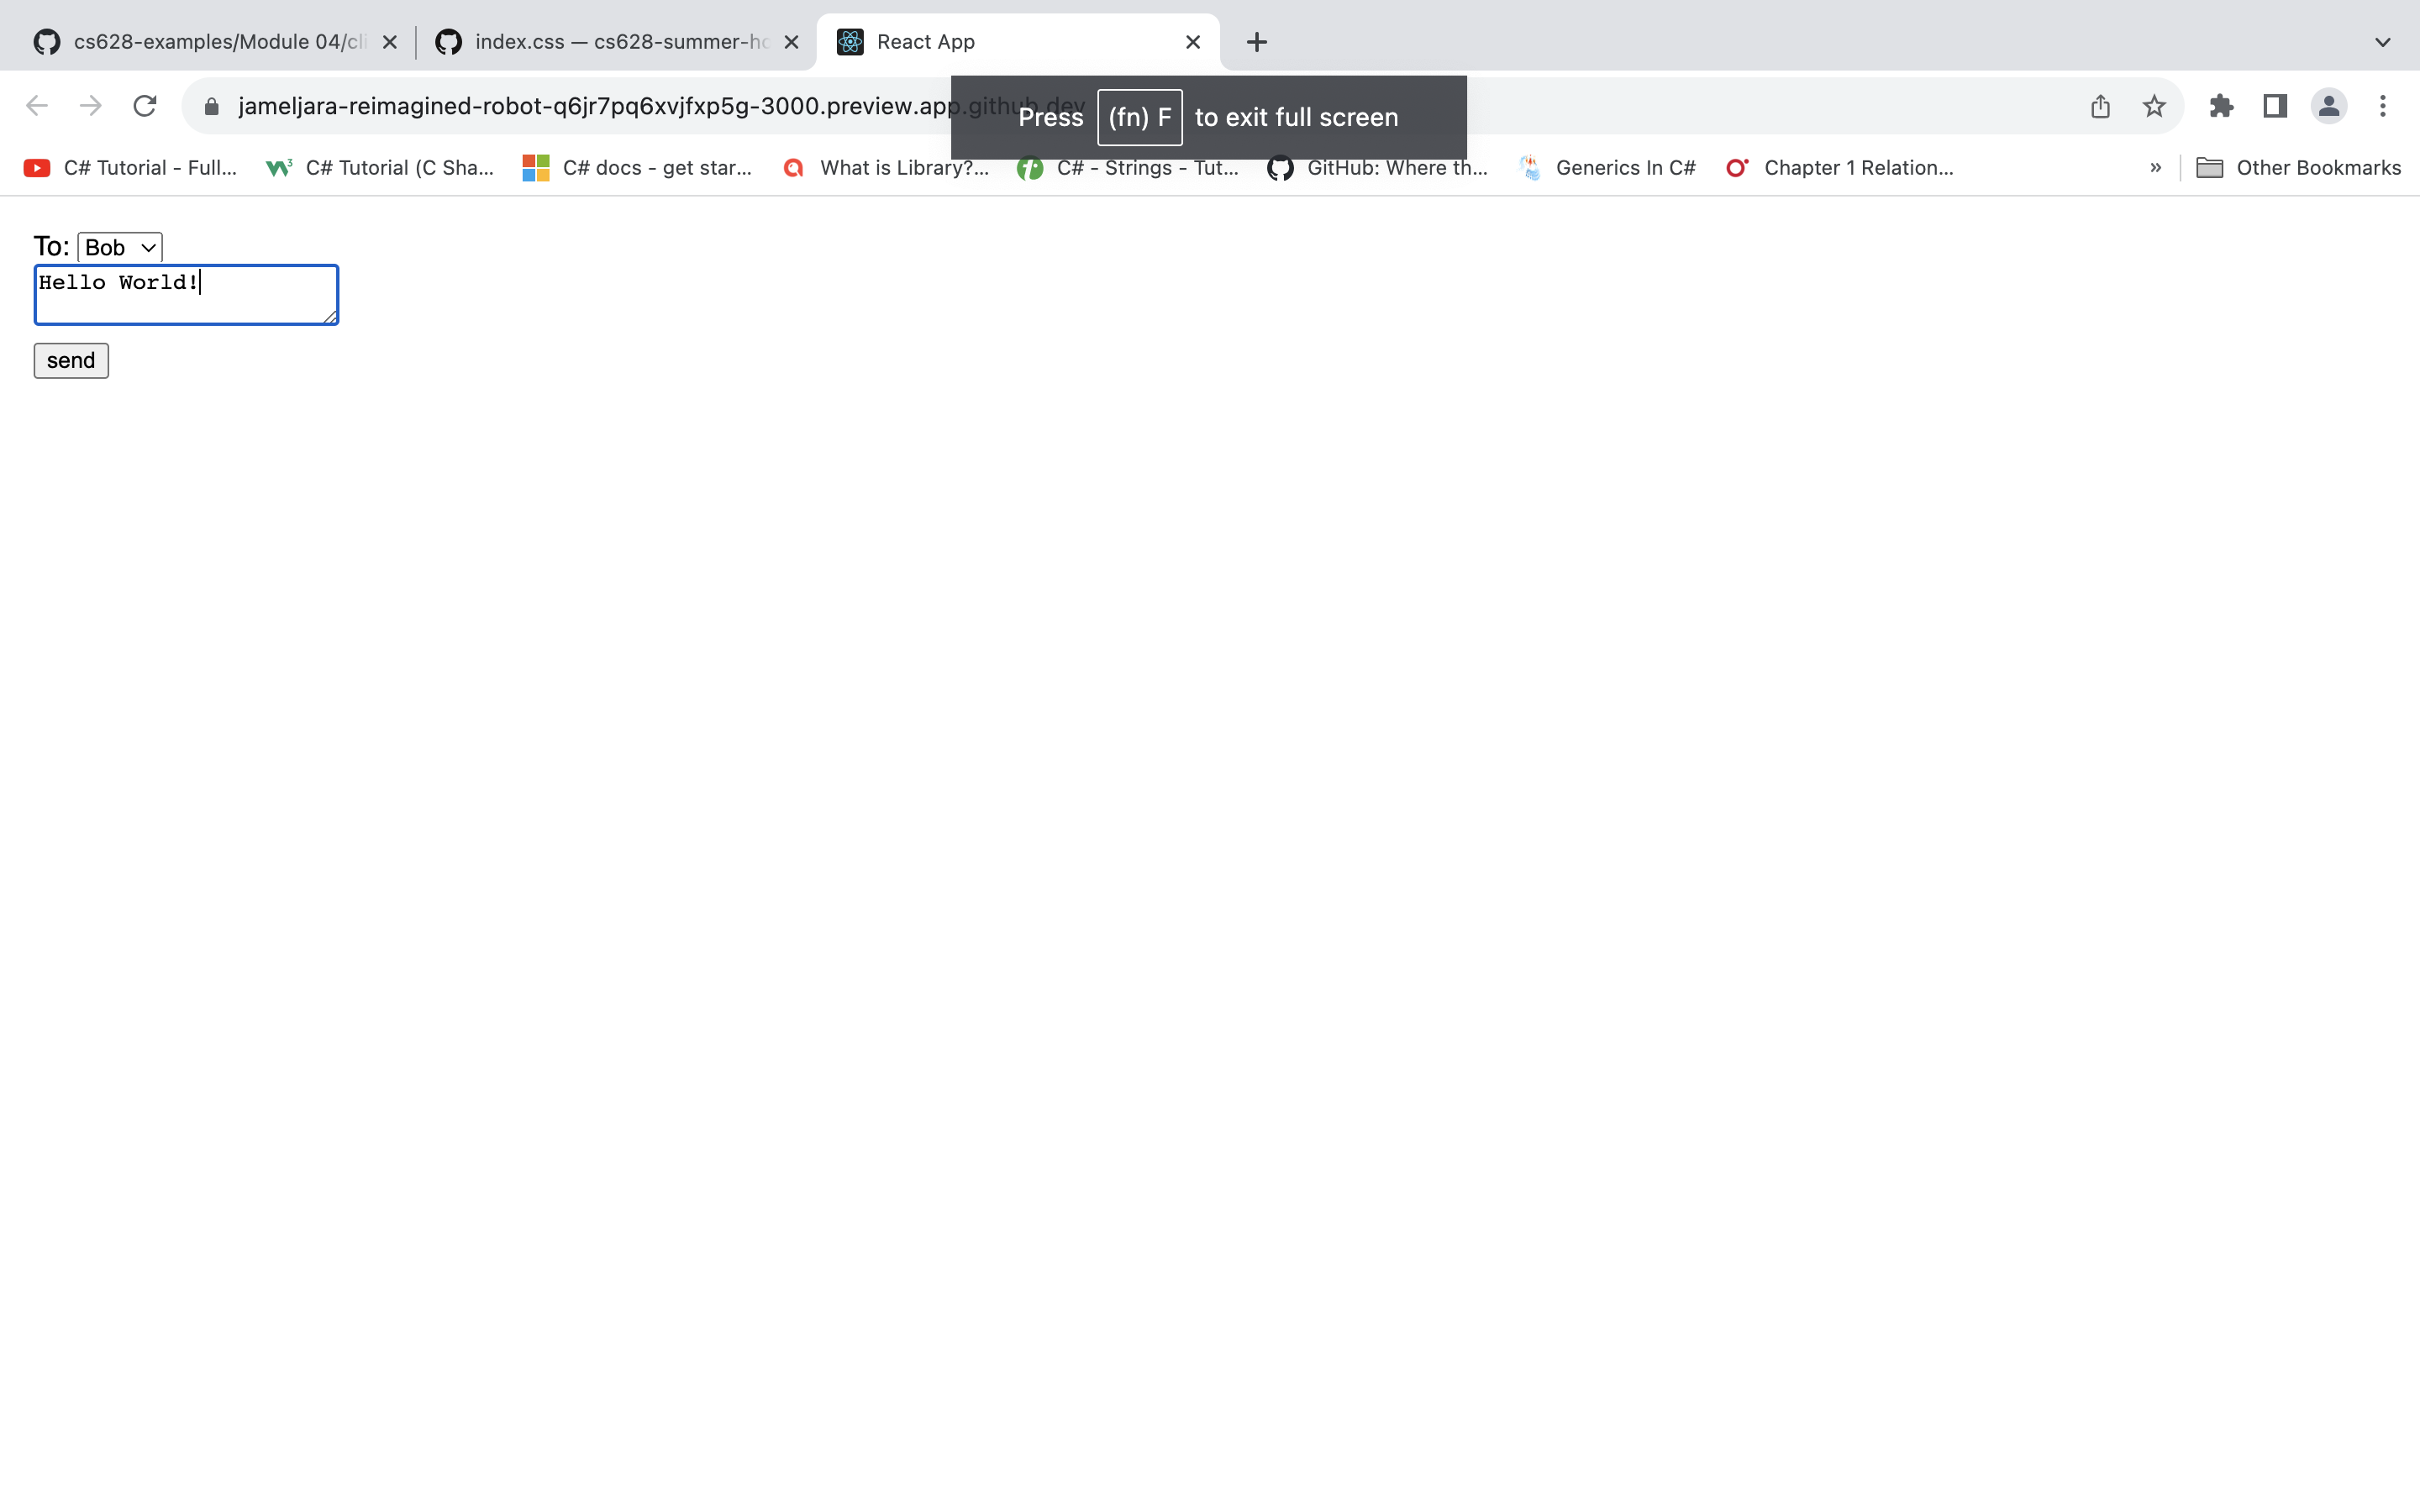 cs628-examples/Module 04/cli
index.css — cs628-summer-ho
React App
jameljara-reimagined-robot-q6jr7pq6xvjfxp5g-3000.preview.app.github.dev
Press (fn) F to exit full screen
C# Tutorial - Full...
C# Tutorial (C Sha...
C# docs - get star...
What is Library?...
C# - Strings - Tut...
GitHub: Where th...
Generics In C#
Chapter 1 Relation...
»
Other Bookmarks
To: Bob
Hello World!
send